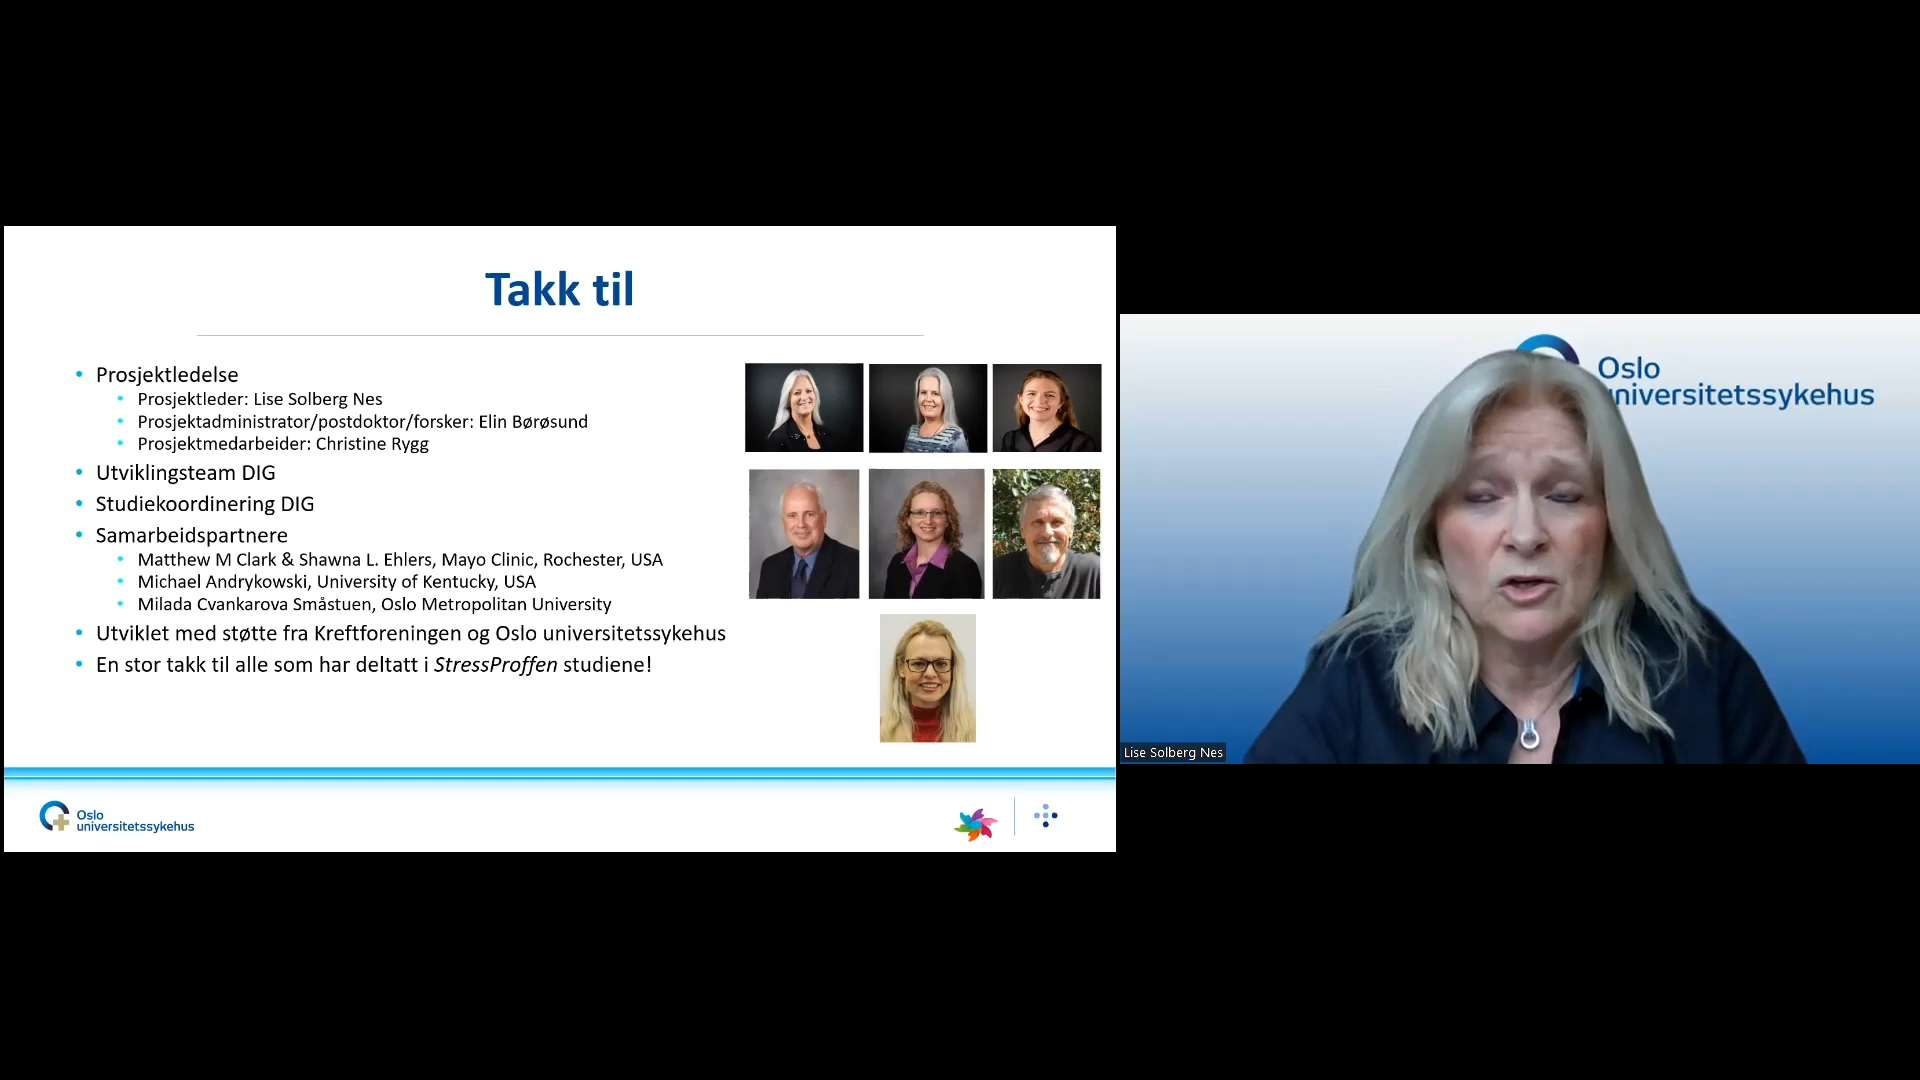 Takk til
Prosjektledelse
Prosjektleder: Lise Solberg Nes
Prosjektadministrator/postdoktor/forsker: Elin Børøsund
Prosjektmedarbeider: Christine Rygg
Utviklingsteam DIG
Studiekoordinering DIG
Samarbeidspartnere
Matthew M Clark & Shawna L. Ehlers, Mayo Clinic, Rochester, USA
Michael Andrykowski, University of Kentucky, USA
Milada Cvankarova Småstuen, Oslo Metropolitan University
Utviklet med støtte fra Kreftforeningen og Oslo universitetssykehus
En stor takk til alle som har deltatt i StressProffen studiene!
Oslo
universitetssykehus
Oslo
universitetssykehus
Lise Solberg Nes